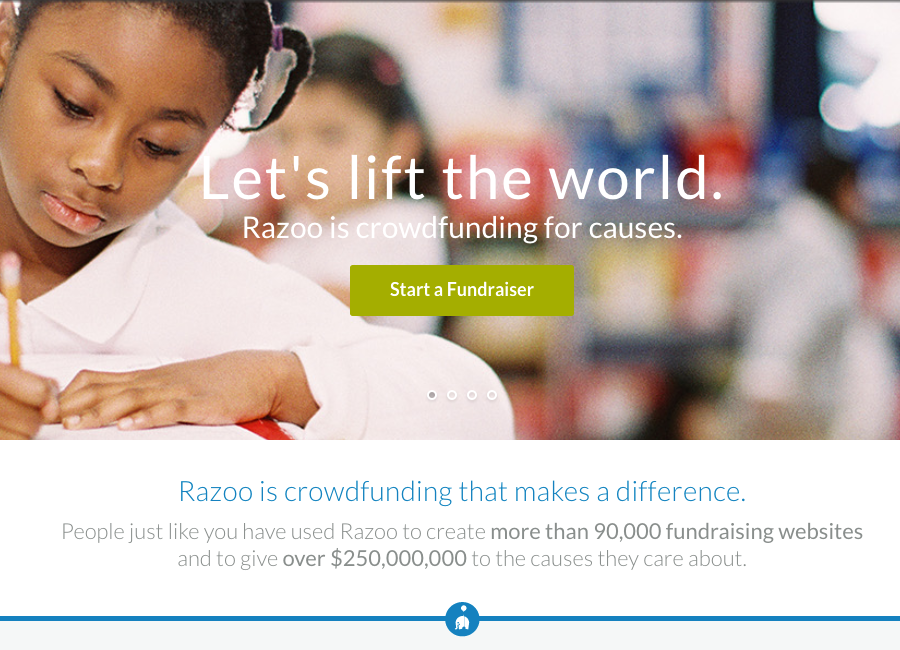 Let's lift the world.
Razoo is crowdfunding for causes.
Start a Fundraiser
Razoo is crowdfunding that makes a difference.
People just like you have used Razoo to create more than 90,000 fundraising websites
and to give over $250,000,000 to the causes they care about.